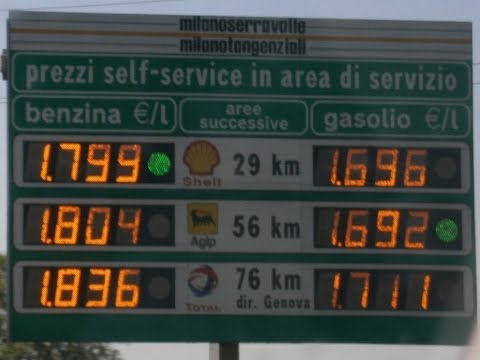 milanoserravalle
milanotangenziali
prezzi self-service in area di servizio
benzina €/l aree successive gasolio €/l
1.799 Shell 29 km 1.696
1.804 Agip 56 km 1.692
1.836 TOTAL 76 km dir. Genova 1.711